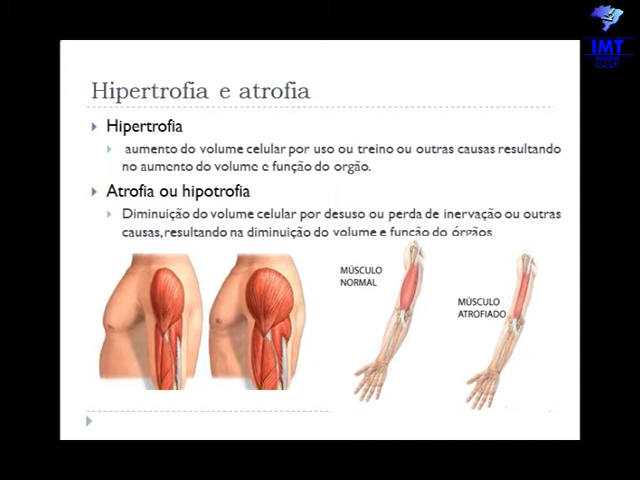 IMT
USP
Hipertrofia e atrofia
Hipertrofia
aumento do volume celular por uso ou treino ou outras causas resultando
no aumento do volume e função do orgão.
Atrofia ou hipotrofia
Diminuição do volume celular por desuso ou perda de inervação ou outras
causas, resultando na diminuição do volume e função do órgãos
MÚSCULO
NORMAL
MÚSCULO
ATROFIADO